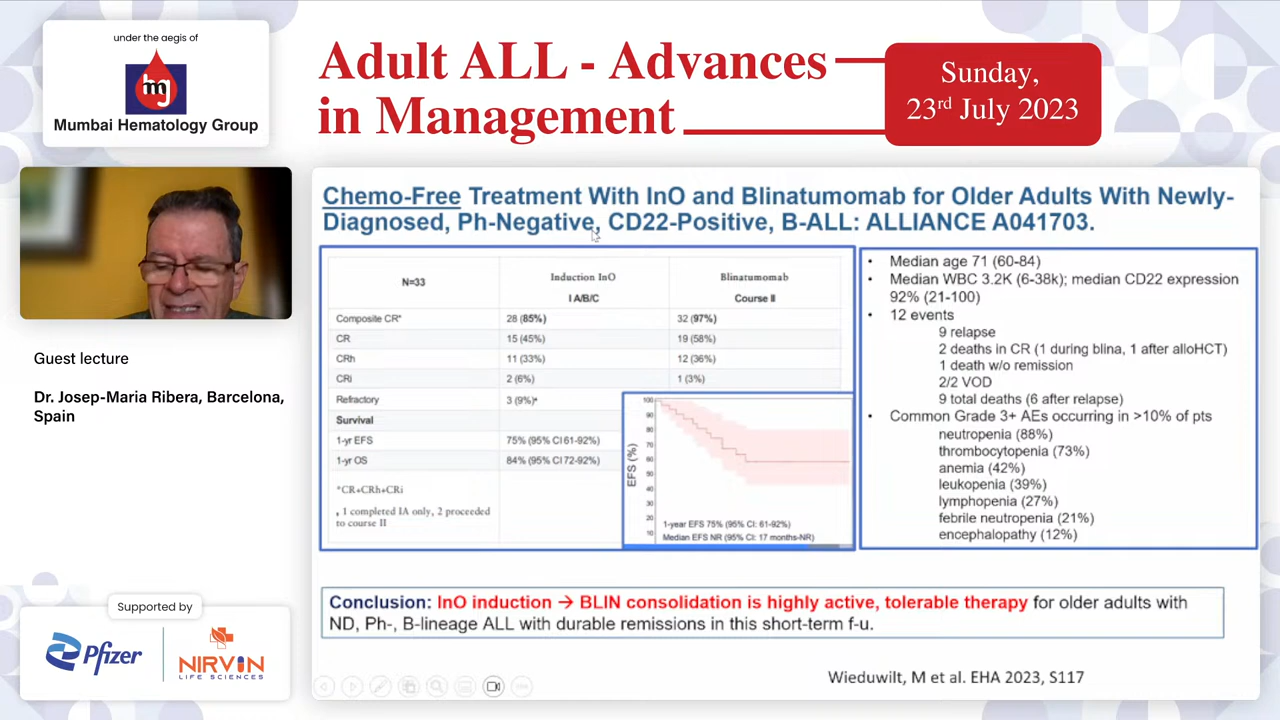 under the aegis of
mj
Mumbai Hematology Group
Adult ALL - Advances
in Management
Sunday,
23rd July 2023
Guest lecture
Dr. Josep-Maria Ribera, Barcelona,
Spain
Supported by
Pfizer
NIRVIN
LIFE SCIENCES
Chemo-Free Treatment With InO and Blinatumomab for Older Adults With Newly-
Diagnosed, Ph-Negative, CD22-Positive, B-ALL: ALLIANCE A041703.
N=33
Induction InO
I A/B/C
Blinatumomab
Course II
Composite CR* 28 (85%) 32 (97%)
CR 15 (45%) 19 (58%)
CRh 11 (33%) 12 (36%)
CRi 2 (6%) 1 (3%)
Refractory 3 (9%)
Survival
1-yr EFS 75% (95% CI 61-92%)
1-yr OS 84% (95% CI 72-92%)
*CR+CRh+CRi
, 1 completed IA only, 2 proceeded
to course II
EFS (%)
100
90
80
70
60
50
40
30
20
10
1-year EFS 75% (95% CI: 61-92%)
Median EFS NR (95% CI: 17 months-NR)
• Median age 71 (60-84)
• Median WBC 3.2K (6-38k); median CD22 expression
92% (21-100)
• 12 events
9 relapse
2 deaths in CR (1 during blina, 1 after alloHCT)
1 death w/o remission
2/2 VOD
9 total deaths (6 after relapse)
• Common Grade 3+ AEs occurring in >10% of pts
neutropenia (88%)
thrombocytopenia (73%)
anemia (42%)
leukopenia (39%)
lymphopenia (27%)
febrile neutropenia (21%)
encephalopathy (12%)
Conclusion: InO induction → BLIN consolidation is highly active, tolerable therapy for older adults with
ND, Ph-, B-lineage ALL with durable remissions in this short-term f-u.
Wieduwilt, M et al. EHA 2023, S117